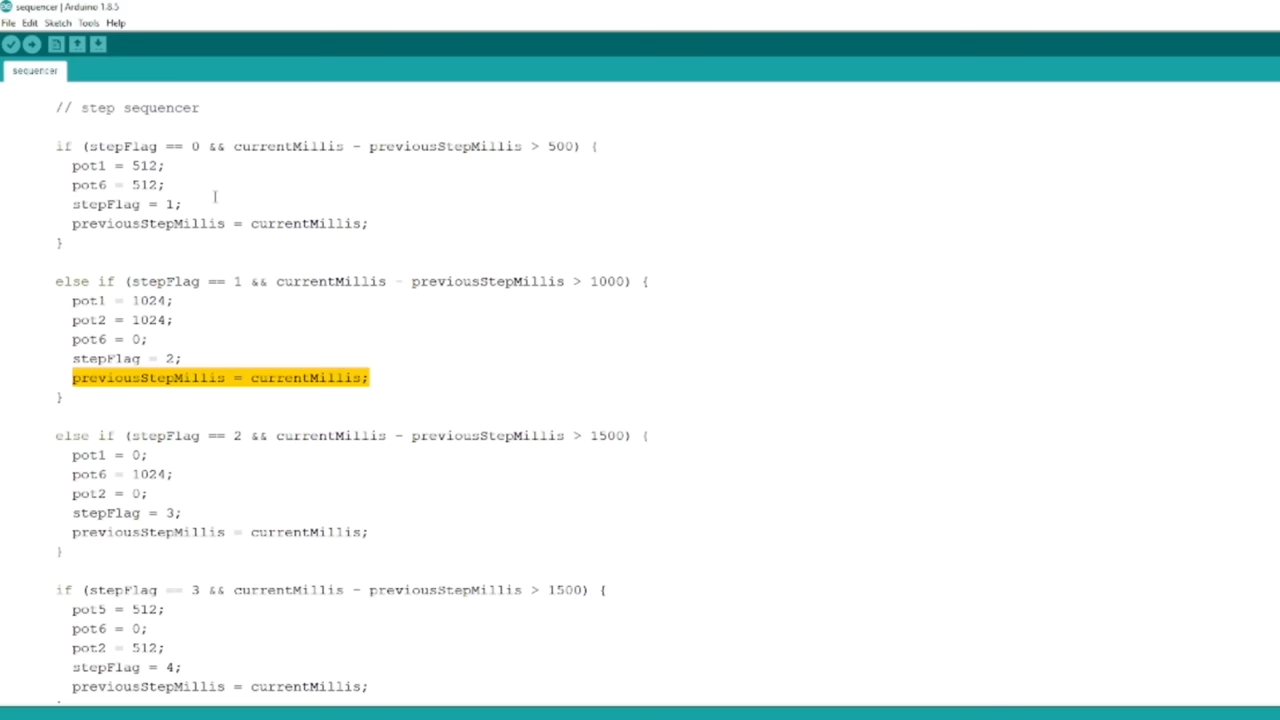 sequencer | Arduino 1.8.5
File Edit Sketch Tools Help
sequencer
// step sequencer
if (stepFlag == 0 && currentMillis - previousStepMillis > 500) {
pot1 = 512;
pot6 = 512;
stepFlag = 1;
previousStepMillis = currentMillis;
}
else if (stepFlag == 1 && currentMillis - previousStepMillis > 1000) {
pot1 = 1024;
pot2 = 1024;
pot6 = 0;
stepFlag = 2;
previousStepMillis = currentMillis;
}
else if (stepFlag == 2 && currentMillis - previousStepMillis > 1500) {
pot1 = 0;
pot6 = 1024;
pot2 = 0;
stepFlag = 3;
previousStepMillis = currentMillis;
}
if (stepFlag == 3 && currentMillis - previousStepMillis > 1500) {
pot5 = 512;
pot6 = 0;
pot2 = 512;
stepFlag = 4;
previousStepMillis = currentMillis;